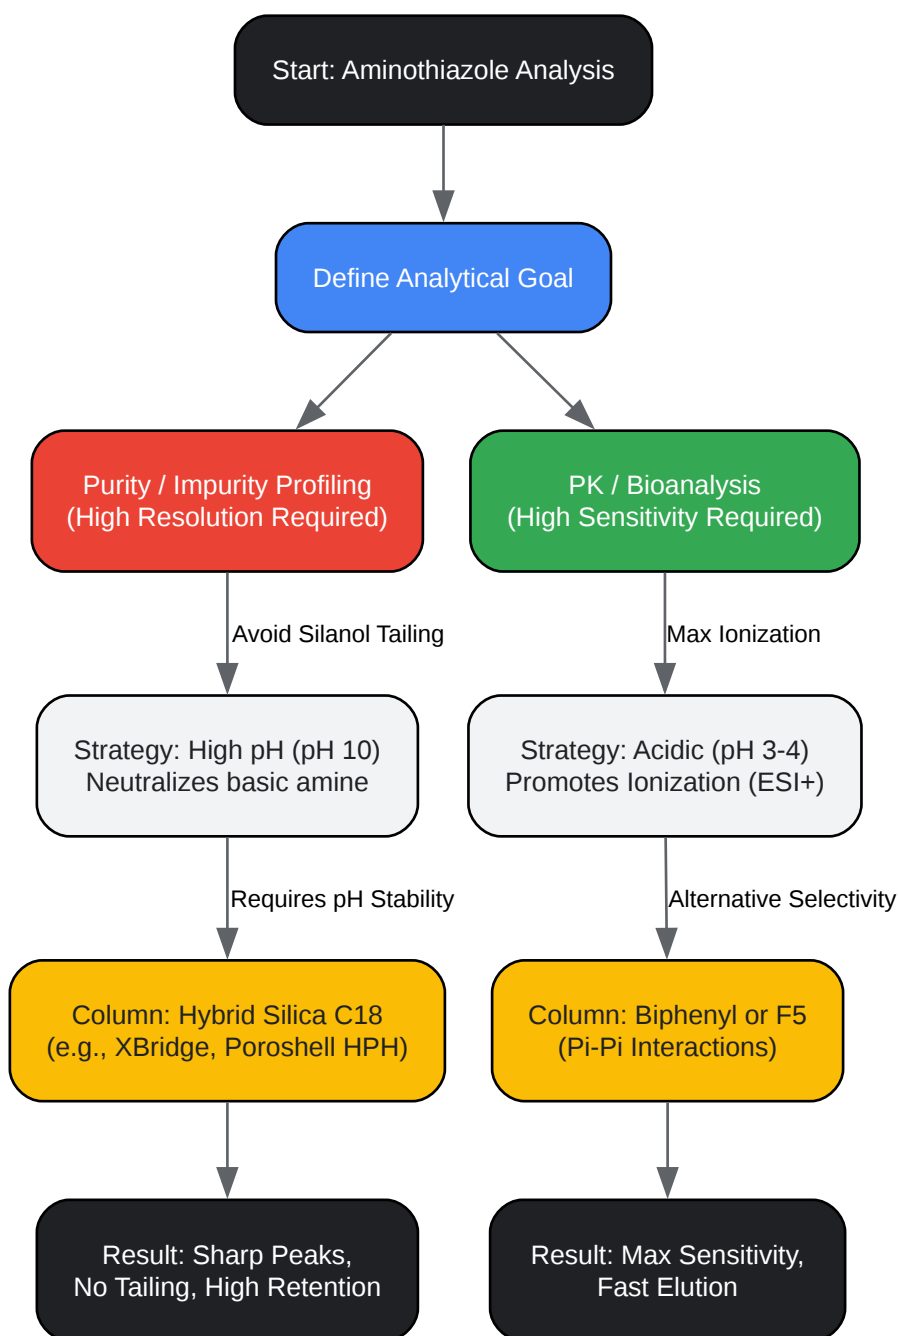 Start: Aminothiazole Analysis
Define Analytical Goal
Purity / Impurity Profiling
(High Resolution Required)
PK / Bioanalysis
(High Sensitivity Required)
Avoid Silanol Tailing
Max Ionization
Strategy: High pH (pH 10)
Neutralizes basic amine
Strategy: Acidic (pH 3-4)
Promotes Ionization (ESI+)
Requires pH Stability
Alternative Selectivity
Column: Hybrid Silica C18
(e.g., XBridge, Poroshell HPH)
Column: Biphenyl or F5
(Pi-Pi Interactions)
Result: Sharp Peaks,
No Tailing, High Retention
Result: Max Sensitivity,
Fast Elution